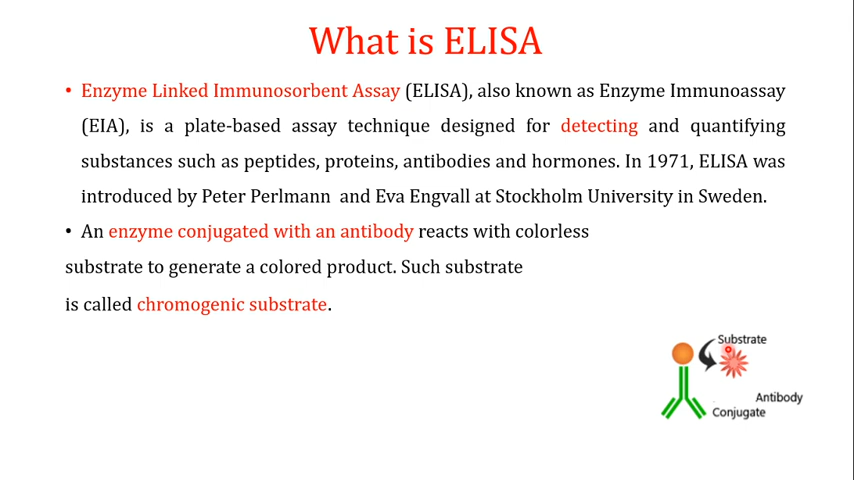 What is ELISA
• Enzyme Linked Immunosorbent Assay (ELISA), also known as Enzyme Immunoassay
(EIA), is a plate-based assay technique designed for detecting and quantifying
substances such as peptides, proteins, antibodies and hormones. In 1971, ELISA was
introduced by Peter Perlmann and Eva Engvall at Stockholm University in Sweden.
• An enzyme conjugated with an antibody reacts with colorless
substrate to generate a colored product. Such substrate
is called chromogenic substrate.
Substrate
Antibody
Conjugate